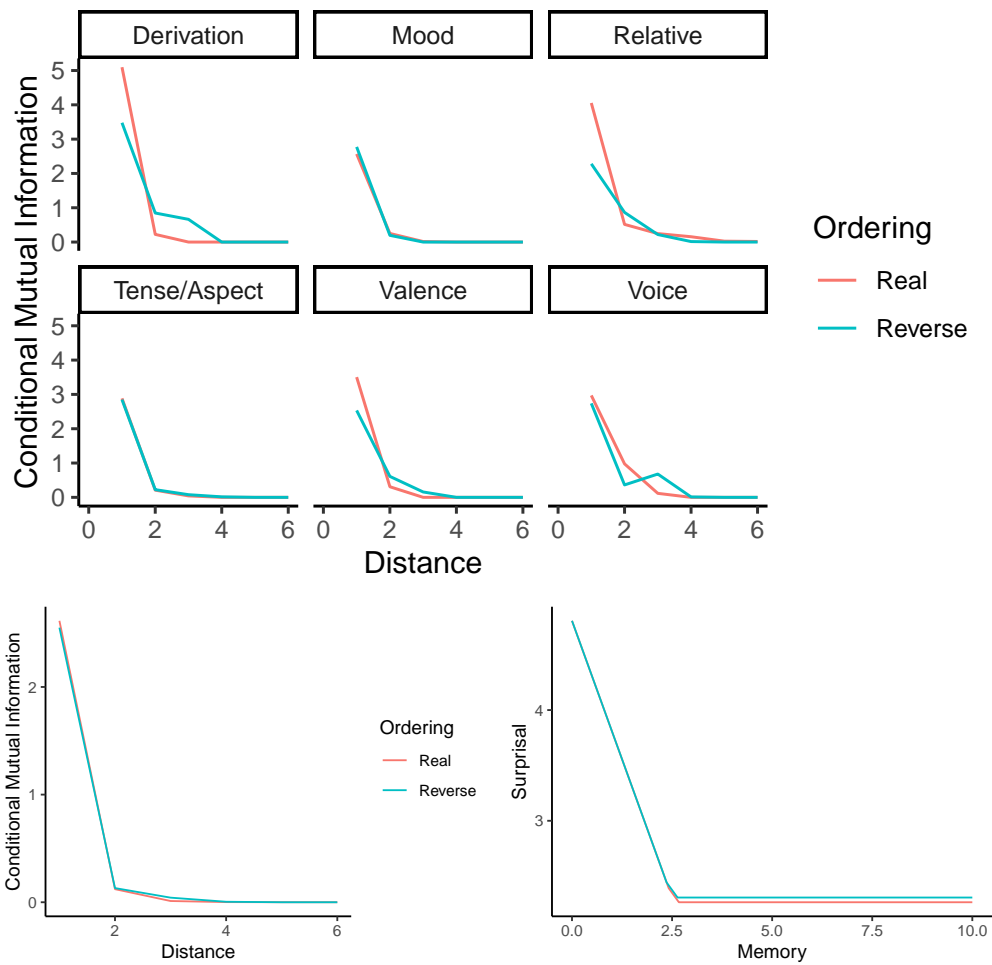 Derivation Mood Relative
5
4
3
2
1
0
Tense/Aspect Valence Voice
5
4
3
2
1
0
0 2 4 6 0 2 4 6 0 2 4 6
Distance
Conditional Mutual Information
Ordering
Real
Reverse
2
1
0
2 4 6
Distance
Conditional Mutual Information
Ordering
Real
Reverse
4
3
0.0 2.5 5.0 7.5 10.0
Memory
Surprisal